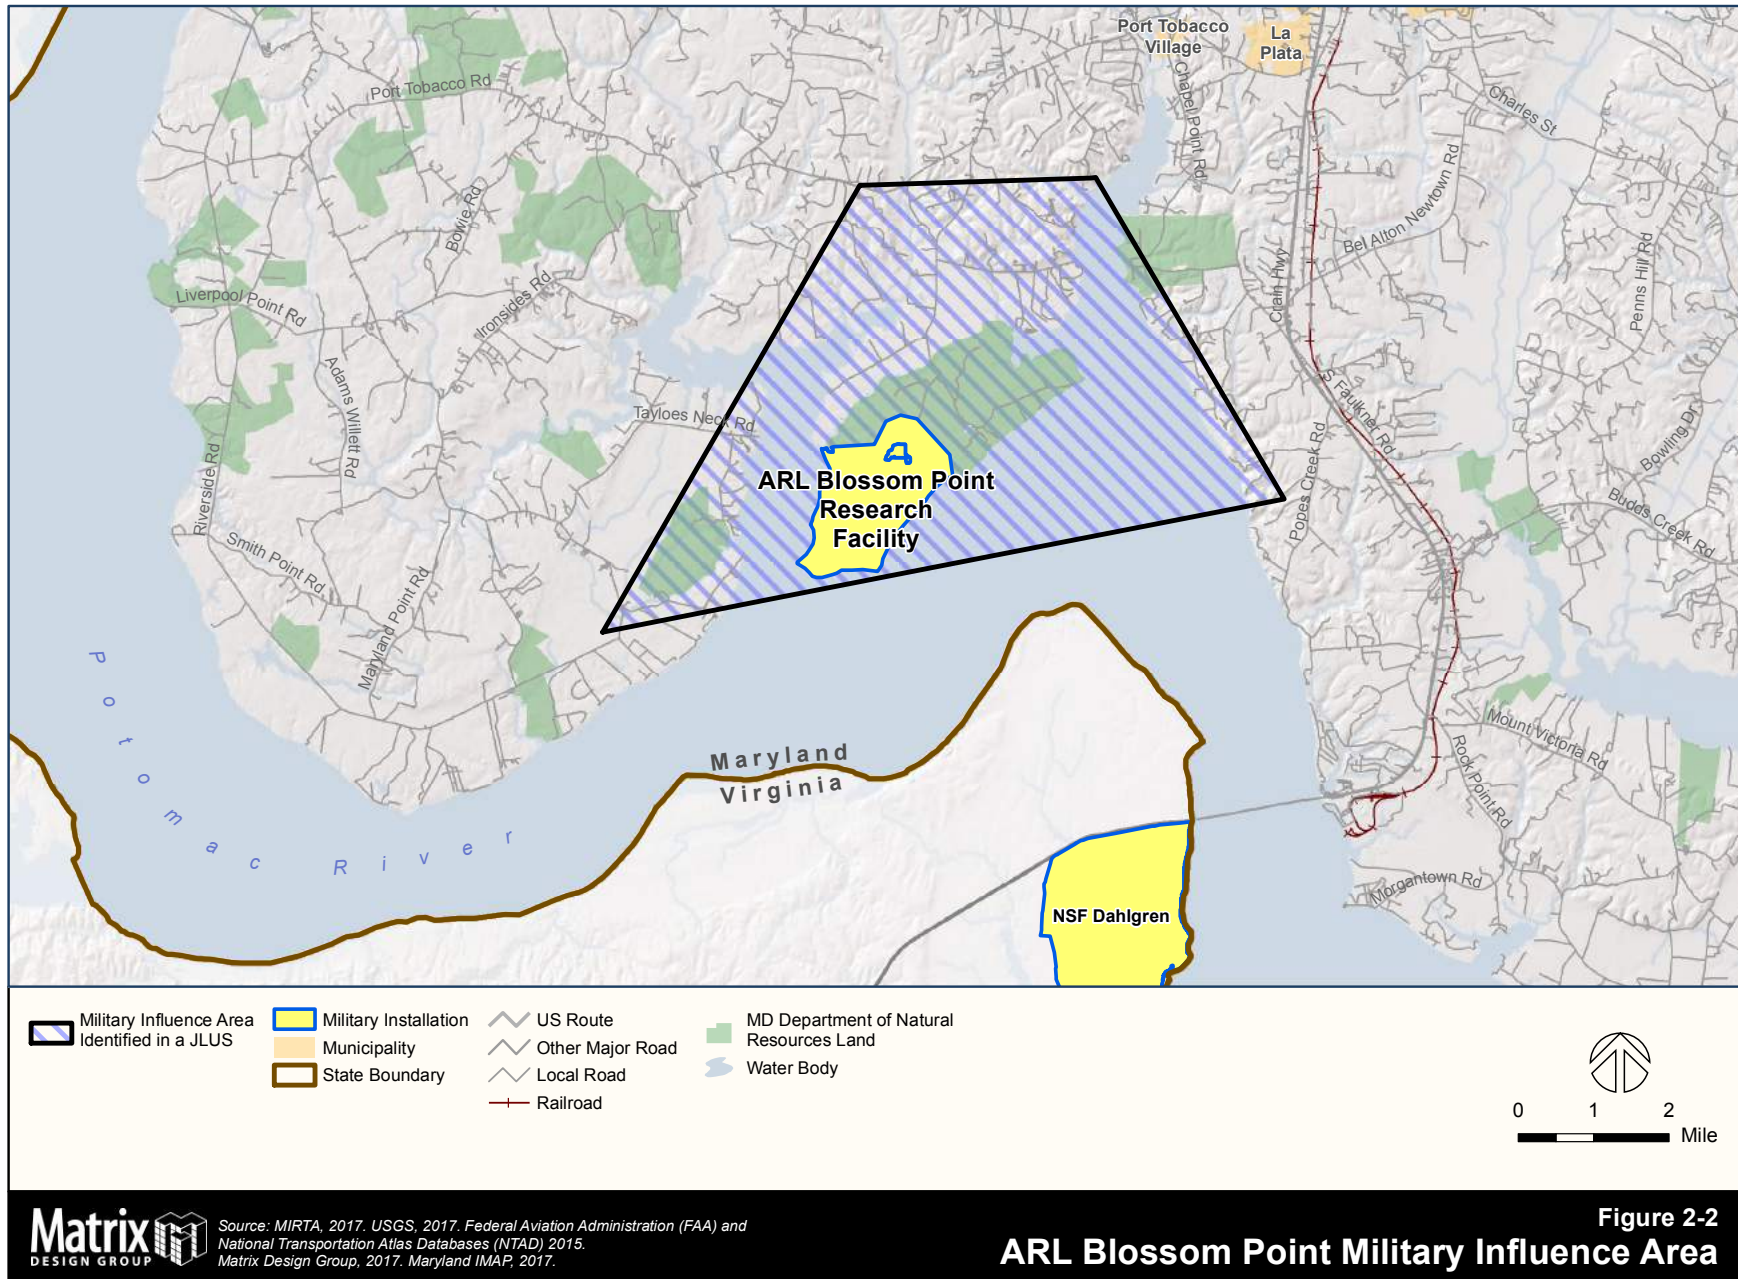 Port Tobacco
Village
La
Plata
Port Tobacco Rd
Chapel Point Rd
Charles St
Bowie Rd
Bel Alton Newtown Rd
Liverpool Point Rd
Ironsides Rd
Crain Hwy
Penns Hill Rd
Adams Willett Rd
Tayloes Neck Rd
S Faulkner Rd
Bowling Dr
Riverside Rd
ARL Blossom Point
Research
Facility
Popes Creek Rd
Budds Creek Rd
Smith Point Rd
Maryland Point Rd
Potomac River
Maryland
Virginia
Mount Victoria Rd
Rock Point Rd
Morgantown Rd
NSF Dahlgren
Military Influence Area
Identified in a JLUS
Military Installation
Municipality
State Boundary
US Route
Other Major Road
Local Road
Railroad
MD Department of Natural
Resources Land
Water Body
0 1 2
Mile
Matrix
DESIGN GROUP
Source: MIRTA, 2017. USGS, 2017. Federal Aviation Administration (FAA) and
National Transportation Atlas Databases (NTAD) 2015.
Matrix Design Group, 2017. Maryland IMAP, 2017.
Figure 2-2
ARL Blossom Point Military Influence Area